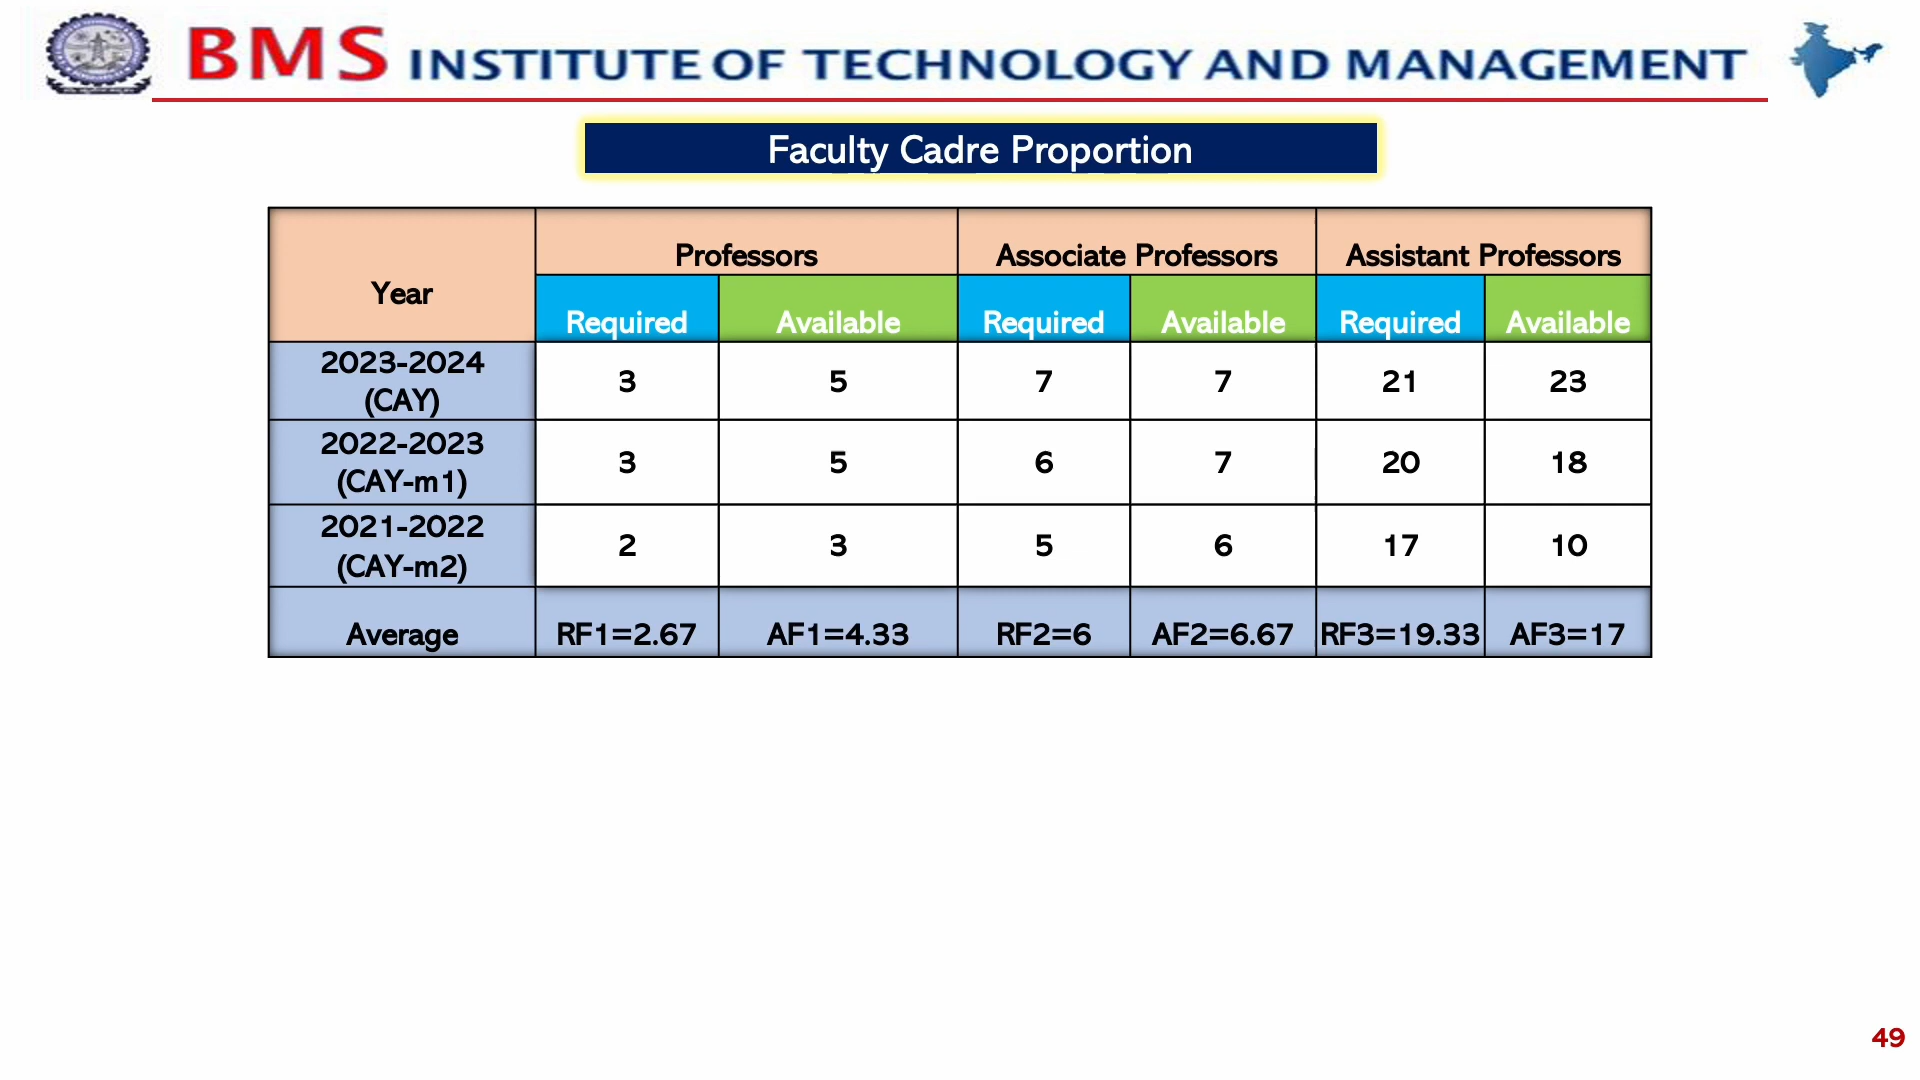 BMS INSTITUTE OF TECHNOLOGY AND MANAGEMENT
Faculty Cadre Proportion
Year Professors Associate Professors Assistant Professors
Required Available Required Available Required Available
2023-2024
(CAY) 3 5 7 7 21 23
2022-2023
(CAY-m1) 3 5 6 7 20 18
2021-2022
(CAY-m2) 2 3 5 6 17 10
Average RF1=2.67 AF1=4.33 RF2=6 AF2=6.67 RF3=19.33 AF3=17
49